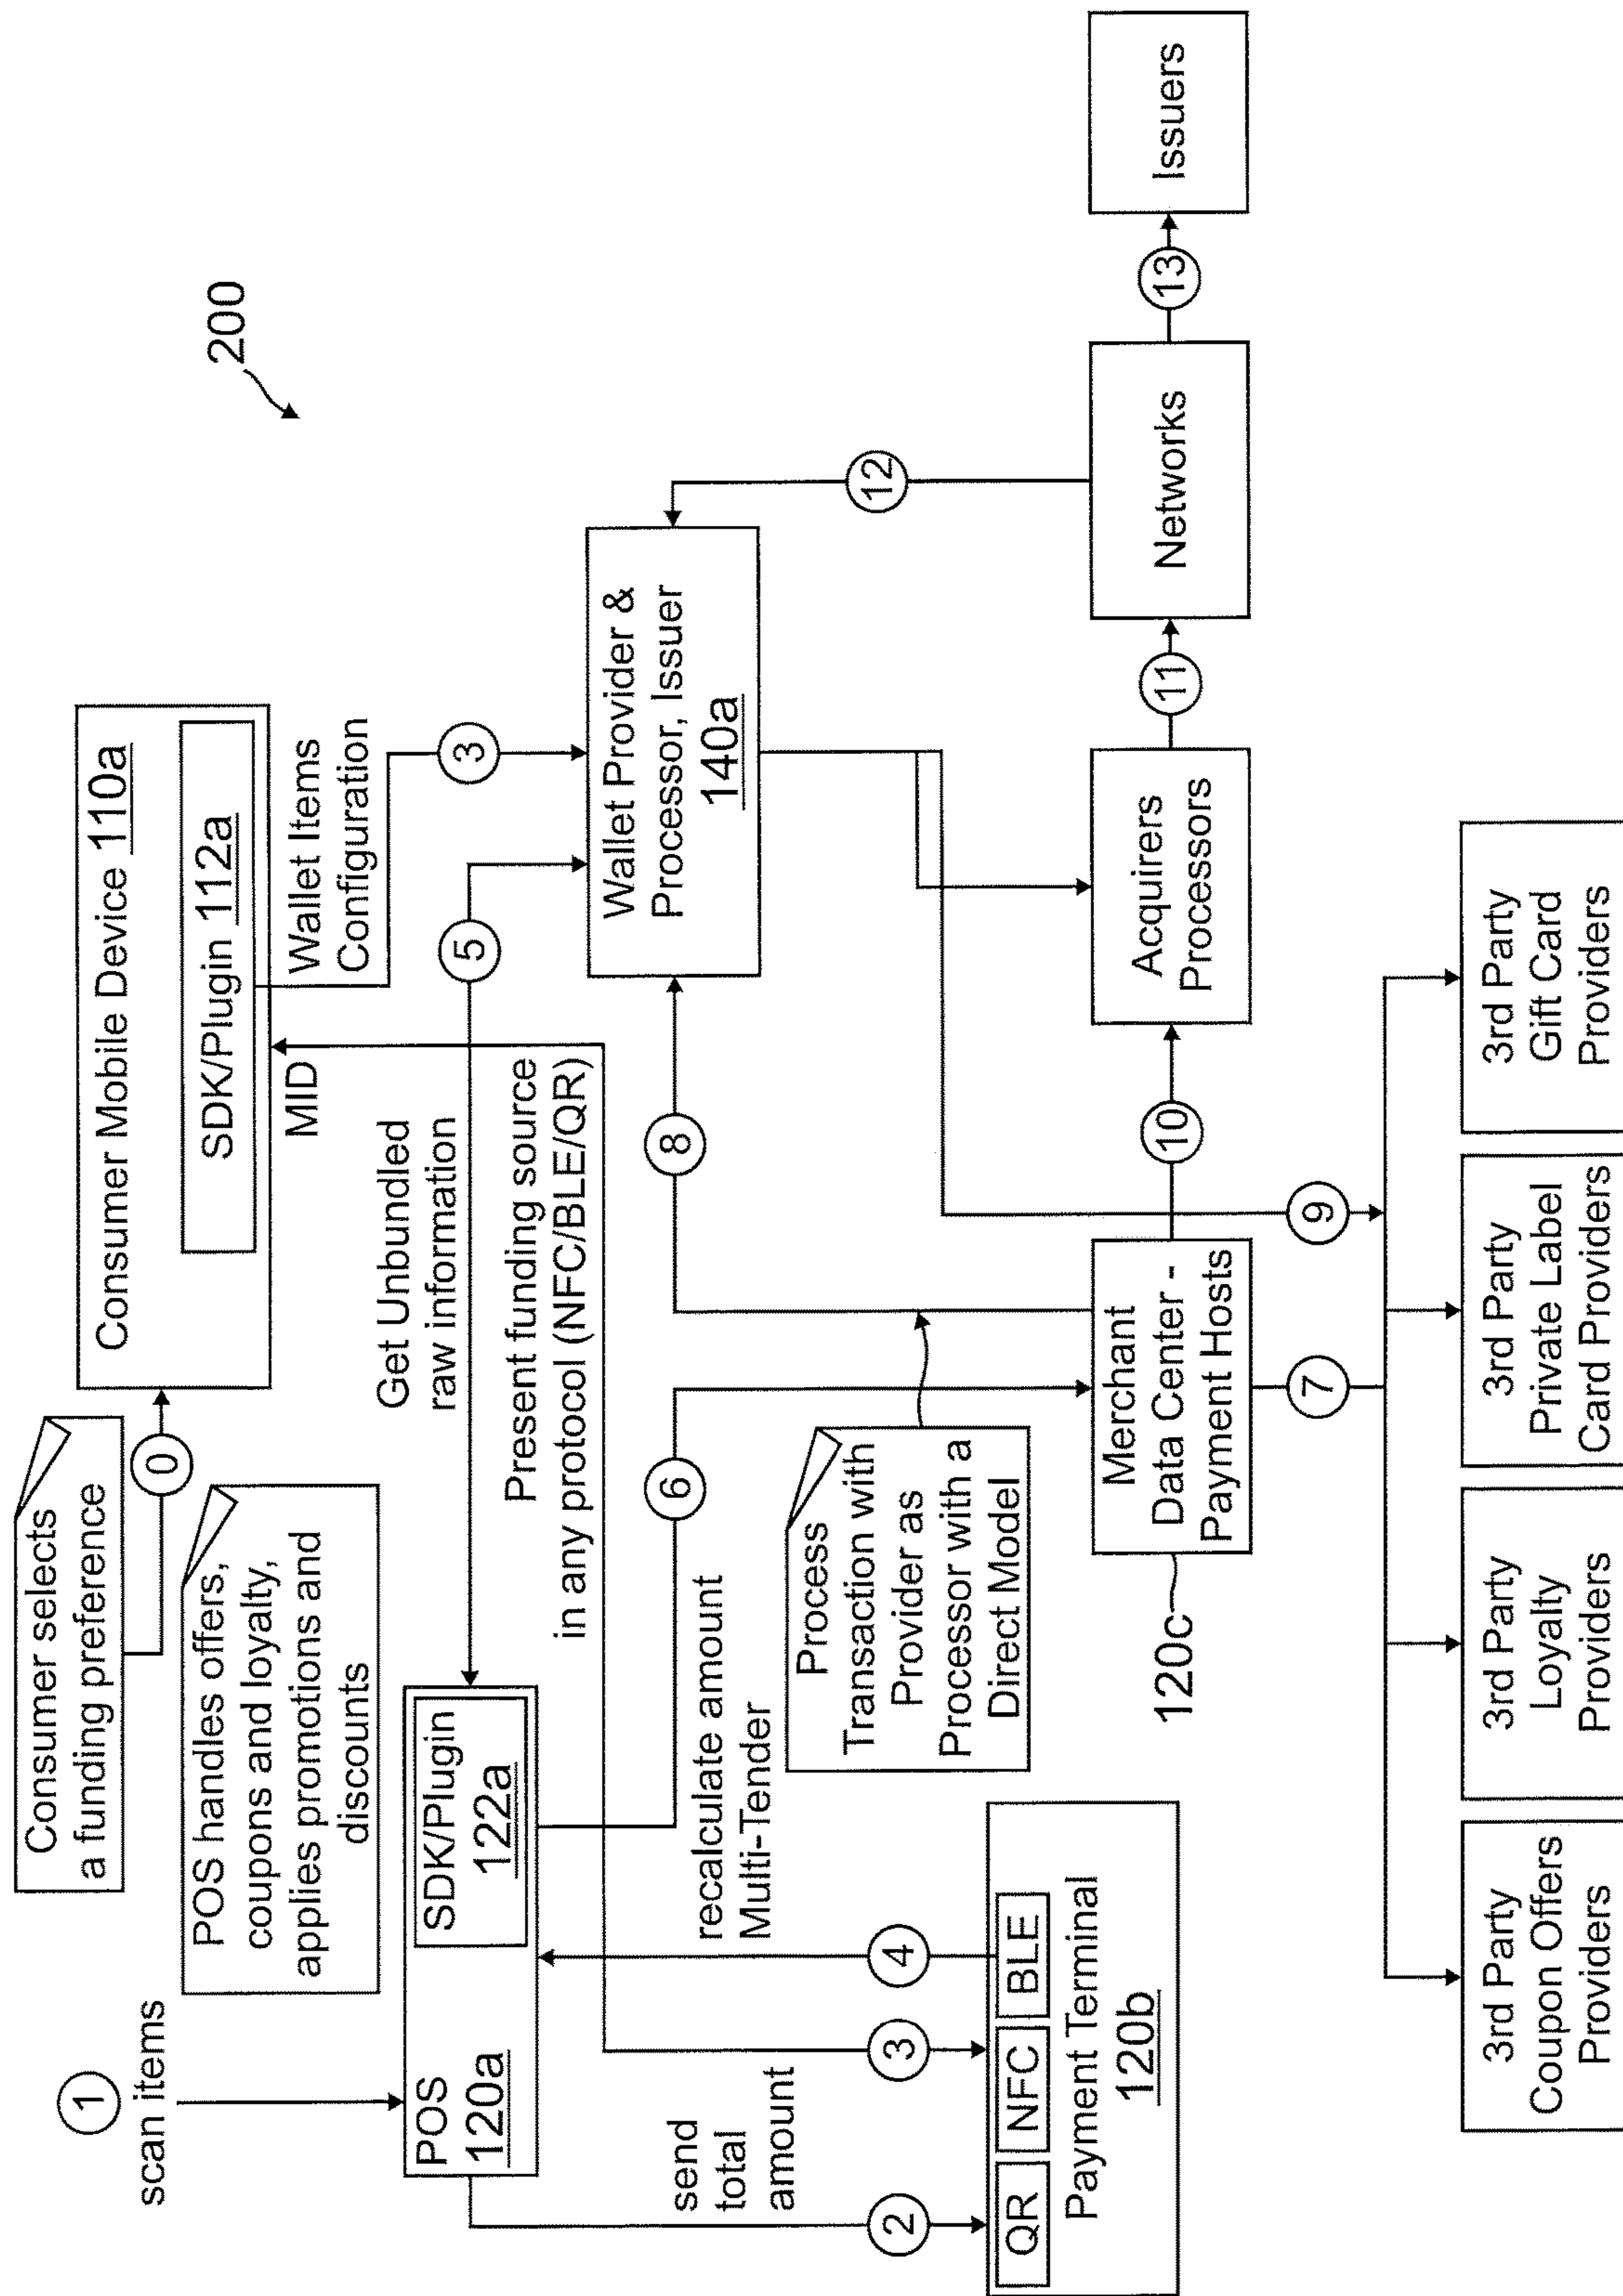 200
Consumer selects
a funding preference
0
Consumer Mobile Device 110a
SDK/Plugin 112a
1
scan items
POS handles offers,
coupons and loyalty,
applies promotions and
discounts
MID
Wallet Items
Configuration
3
POS
120a
SDK/Plugin
122a
Get Unbundled
raw information
5
Present funding source
in any protocol (NFC/BLE/QR)
Wallet Provider &
Processor, Issuer
140a
send
total
amount
2
3
4
recalculate amount
Multi-Tender
6
8
12
Process
Transaction with
Provider as
Processor with a
Direct Model
QR
NFC
BLE
Payment Terminal
120b
120c
Merchant
Data Center -
Payment Hosts
10
Acquirers
Processors
11
Networks
13
Issuers
7
9
3rd Party
Coupon Offers
Providers
3rd Party
Loyalty
Providers
3rd Party
Private Label
Card Providers
3rd Party
Gift Card
Providers